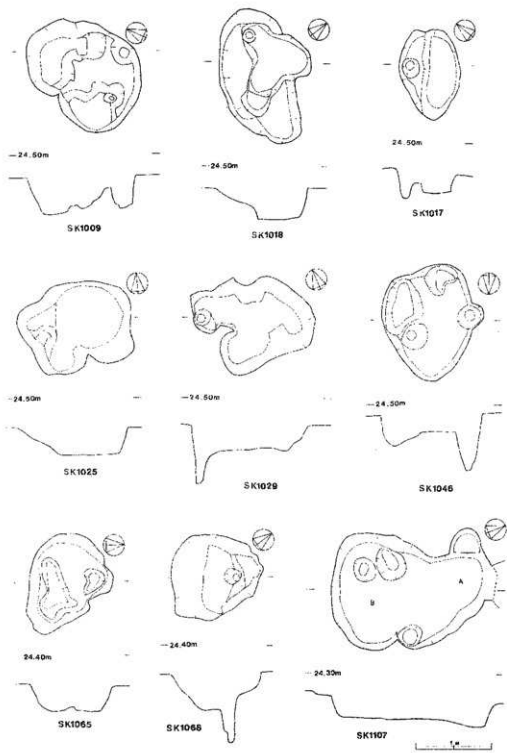 —24.50m
SK1009
—24.50m
SK1018
24.50m
SK1017
—24.50m
SK1025
—24.50m
SK1029
—24.50m
SK1046
24.40m
SK1065
—24.40m
SK1068
A
B
—24.30m
SK1107
1m